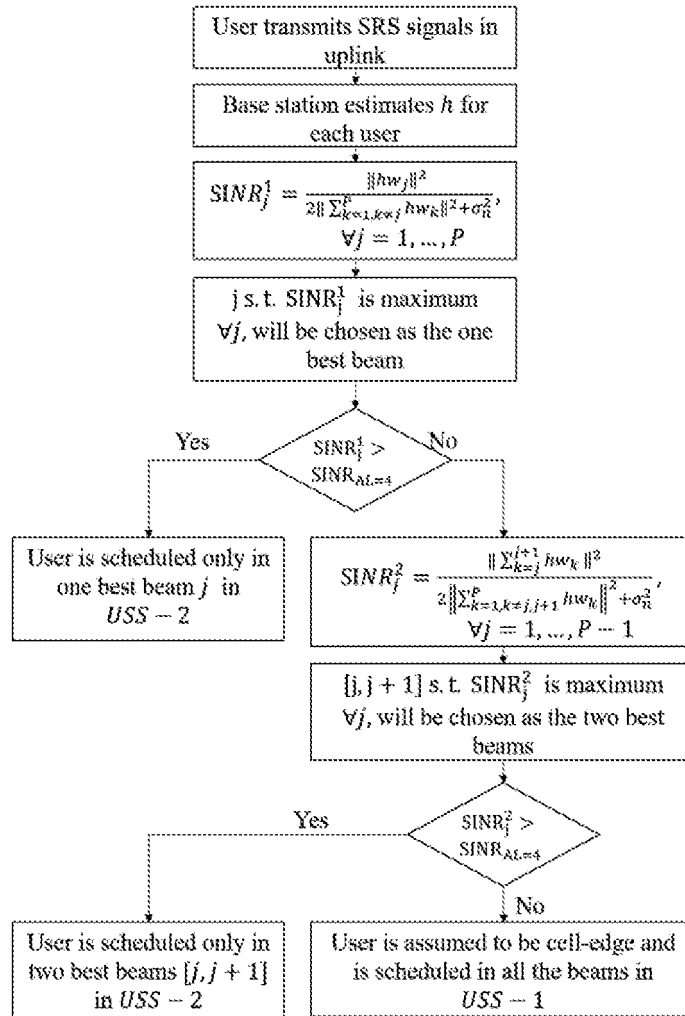 User transmits SRS signals in
uplink
Base station estimates h for
each user
SINR_j^1 = ‖hw_j‖^2 / (2‖∑_{k=1,k≠j}^{P} hw_k‖^2+σ_n^2),
∀j = 1, ..., P
j s. t. SINR_j^1 is maximum
∀j, will be chosen as the one
best beam
Yes
No
SINR_j^1 >
SINR_{AL=4}
User is scheduled only in
one best beam j in
USS − 2
SINR_j^2 = ‖∑_{k=j}^{j+1} hw_k‖^2 / (2‖∑_{k=1,k≠j,j+1}^{P} hw_k‖^2+σ_n^2),
∀j = 1, ..., P − 1
[j, j + 1] s. t. SINR_j^2 is maximum
∀j, will be chosen as the two best
beams
Yes
SINR_j^2 >
SINR_{AL=4}
No
User is scheduled only in
two best beams [j, j + 1]
in USS − 2
User is assumed to be cell-edge and
is scheduled in all the beams in
USS − 1